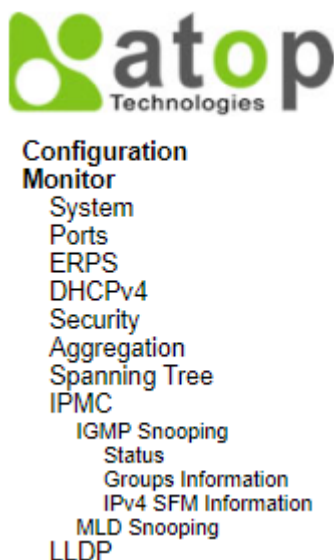 atop
Technologies
Configuration
Monitor
System
Ports
ERPS
DHCPv4
Security
Aggregation
Spanning Tree
IPMC
IGMP Snooping
Status
Groups Information
IPv4 SFM Information
MLD Snooping
LLDP